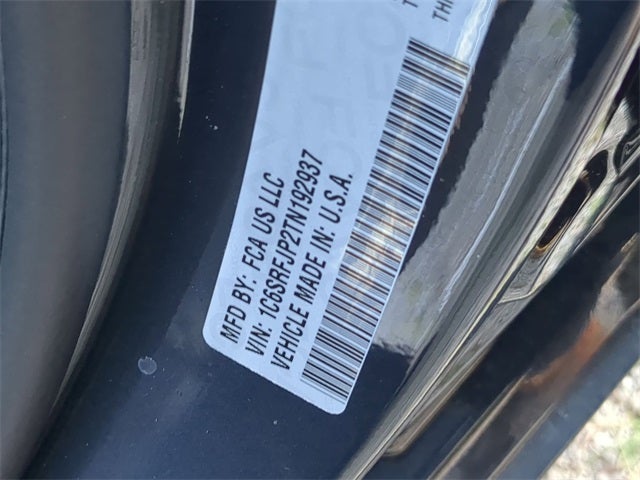 MFD BY: FCA US LLC
VIN: 1C6SRFJP2TN192937
VEHICLE MADE IN: U.S.A.